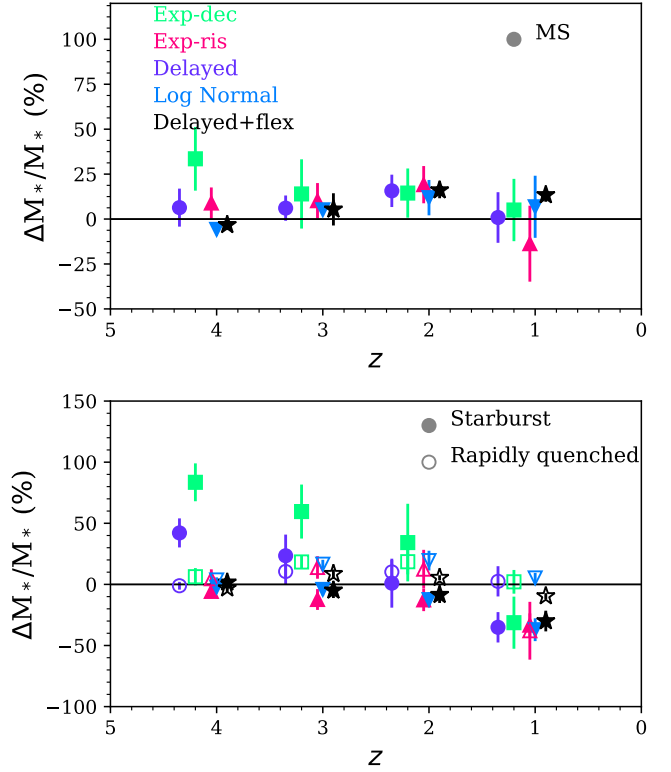 Exp-dec
Exp-ris
Delayed
Log Normal
Delayed+flex
MS
ΔM*/M* (%)
100
75
50
25
0
−25
−50
5 4 3 2 1 0
z
Starburst
Rapidly quenched
ΔM*/M* (%)
150
100
50
0
−50
−100
5 4 3 2 1 0
z